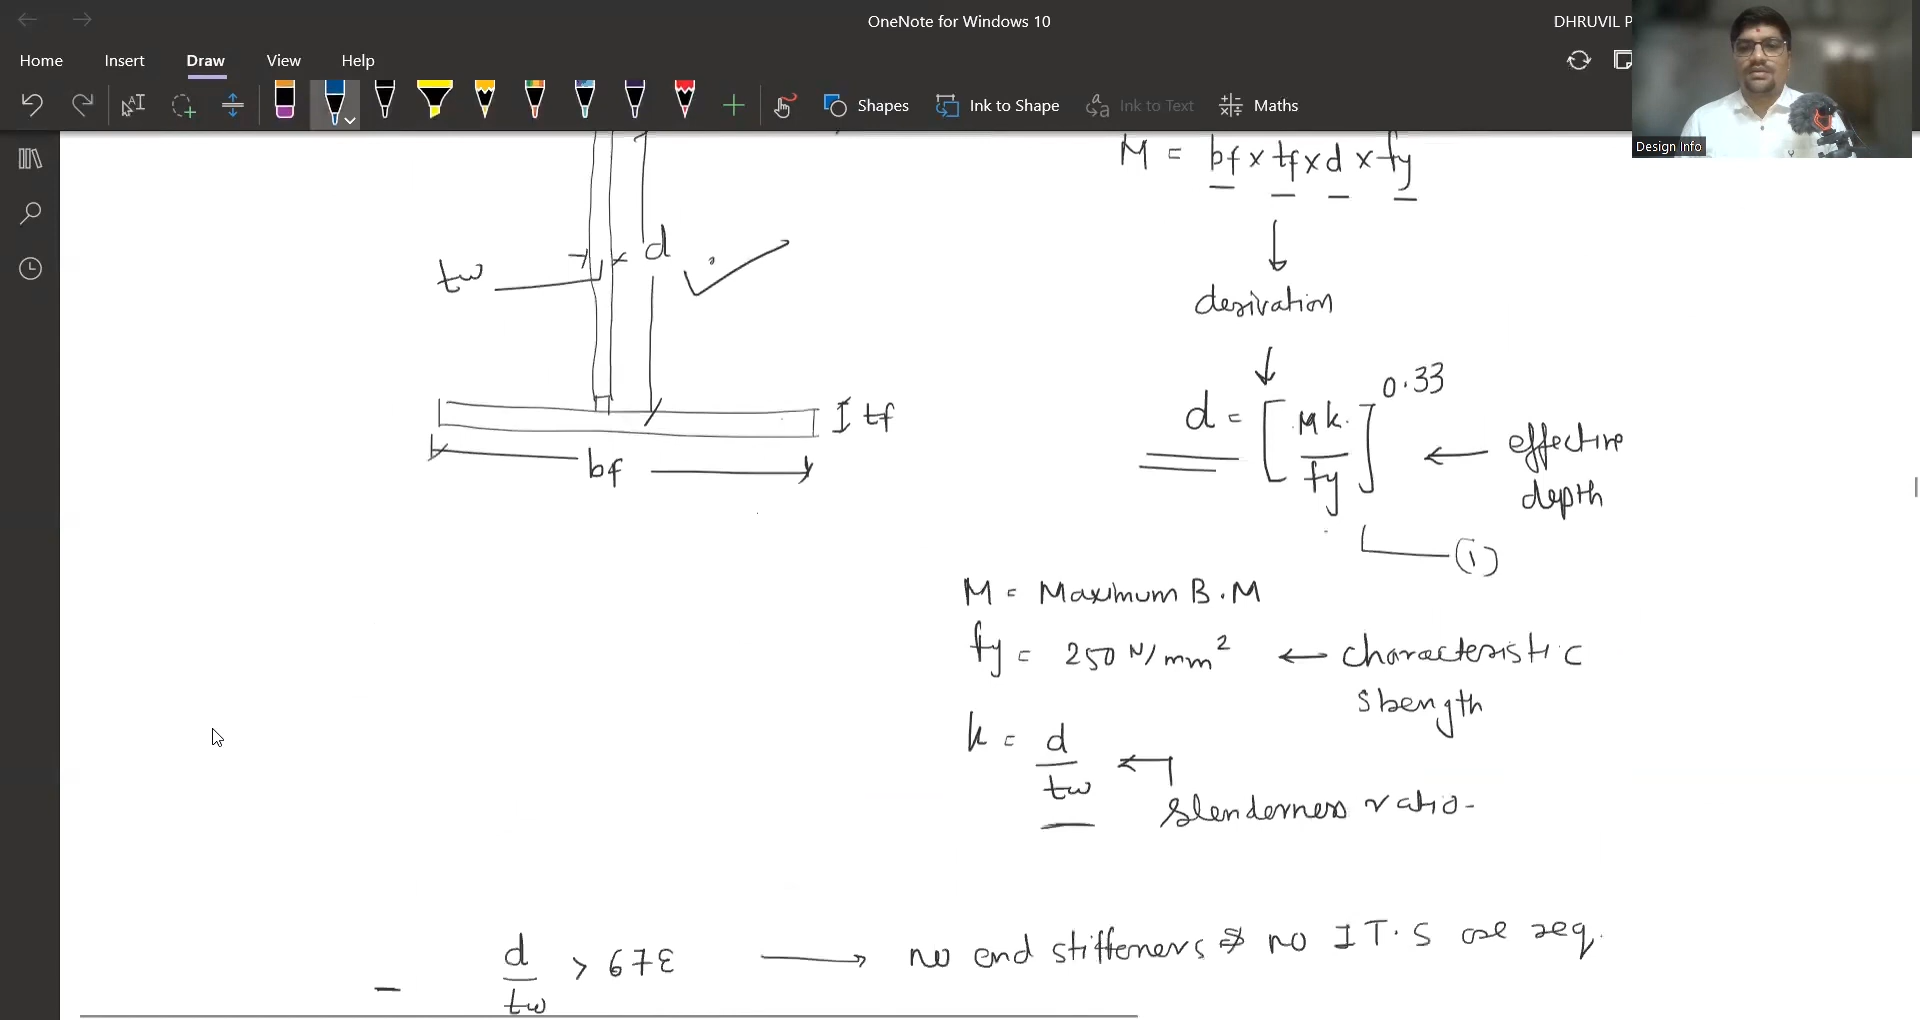 OneNote for Windows 10
DHRUVIL P
Home Insert Draw View Help
Shapes Ink to Shape Ink to Text Maths
Design Info
M = bf x tf x d x fy
tw
d
derivation
d = [Mk/fy]^0.33
effective
depth
(1)
tf
bf
M = Maximum B.M
fy = 250 N/mm²
characteristic
strength
k = d/tw
slenderness ratio
d/tw > 67ε
no end stiffeners & no I.T.S are req.